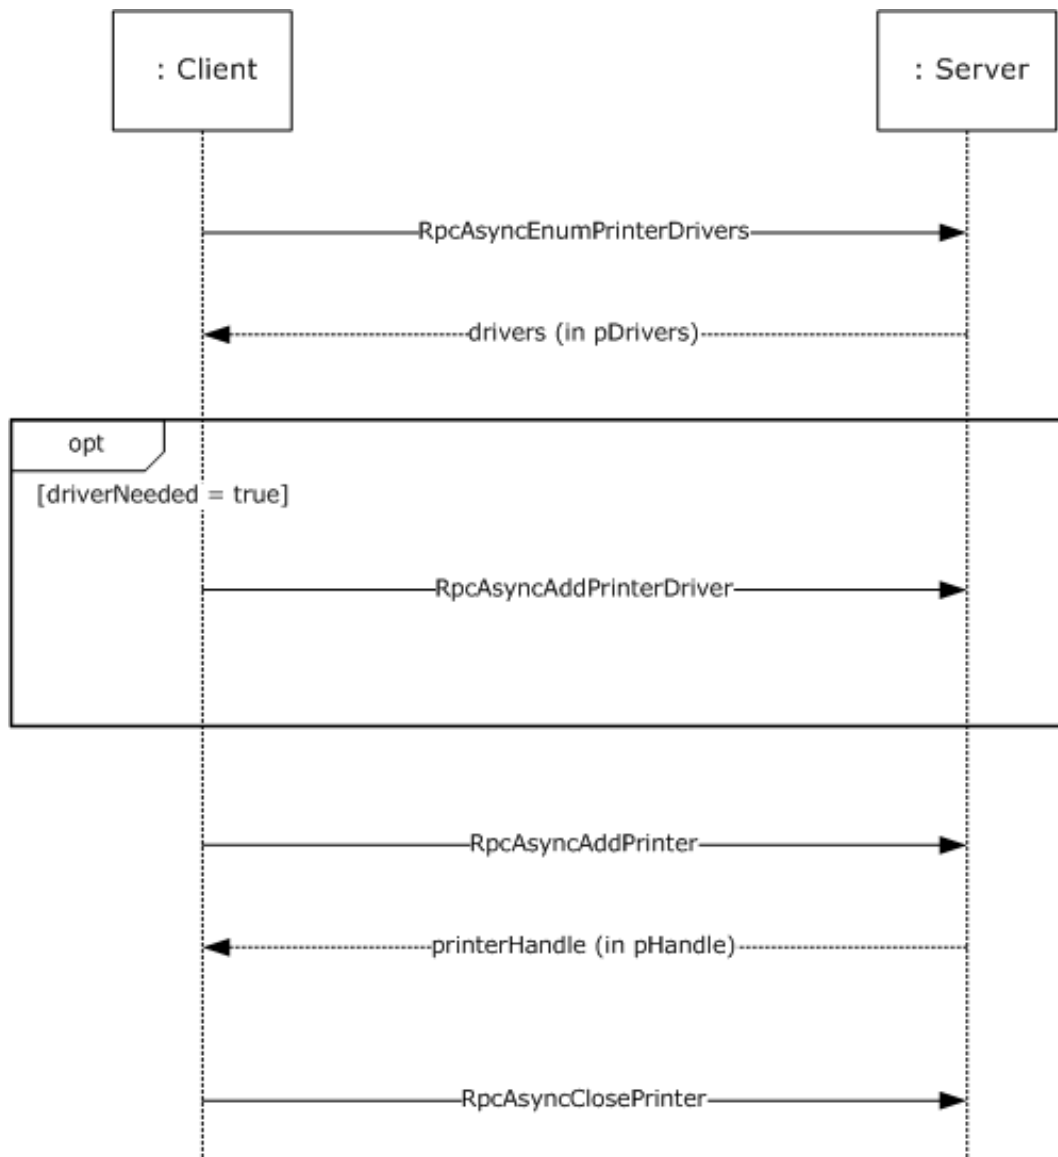 : Client
: Server
RpcAsyncEnumPrinterDrivers
drivers (in pDrivers)
opt
[driverNeeded = true]
RpcAsyncAddPrinterDriver
RpcAsyncAddPrinter
printerHandle (in pHandle)
RpcAsyncClosePrinter